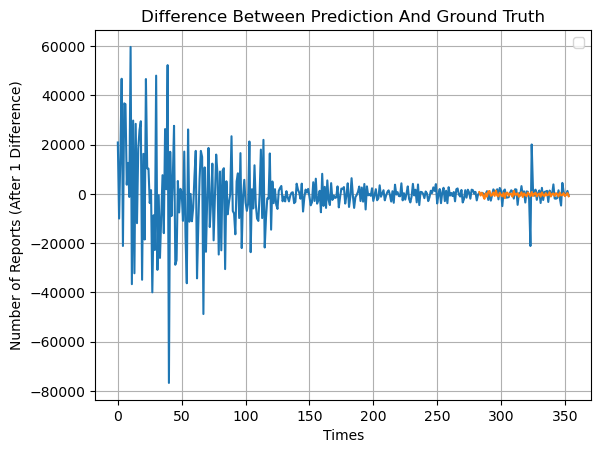 Difference Between Prediction And Ground Truth
Number of Reports (After 1 Difference)
60000
40000
20000
0
−20000
−40000
−60000
−80000
0 50 100 150 200 250 300 350
Times